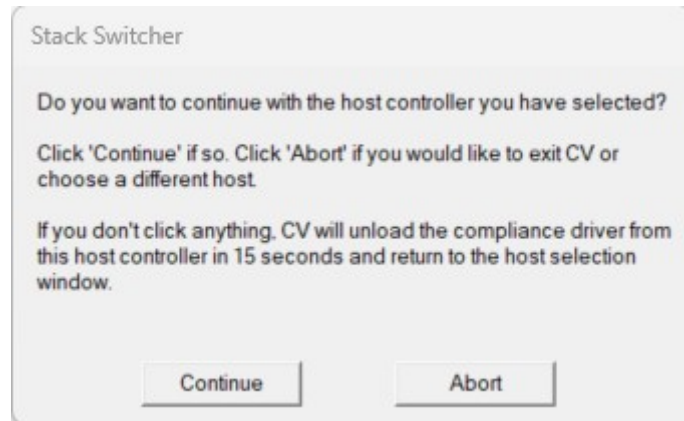 Stack Switcher
Do you want to continue with the host controller you have selected?
Click 'Continue' if so. Click 'Abort' if you would like to exit CV or
choose a different host.
If you don't click anything, CV will unload the compliance driver from
this host controller in 15 seconds and return to the host selection
window.
Continue
Abort